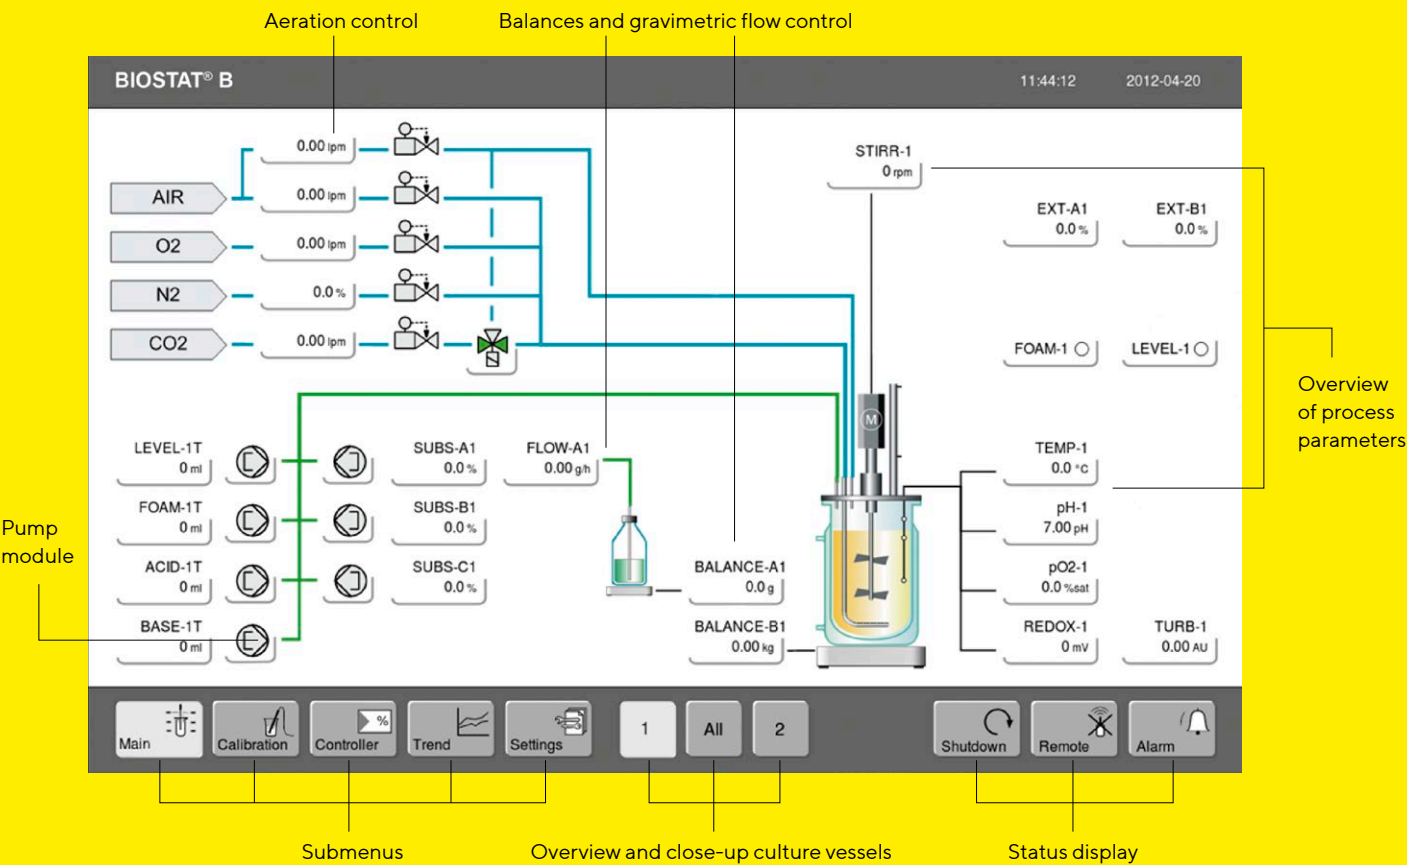 Aeration control
Balances and gravimetric flow control
BIOSTAT® B
11:44:12
2012-04-20
0.00 lpm
STIRR-1
0 rpm
AIR
0.00 lpm
EXT-A1
0.0 %
EXT-B1
0.0 %
O2
0.00 lpm
N2
0.0 %
CO2
0.00 lpm
FOAM-1
LEVEL-1
Overview
of process
parameters
M
LEVEL-1T
0 ml
SUBS-A1
0.0 %
FLOW-A1
0.00 g/h
TEMP-1
0.0 °C
FOAM-1T
0 ml
SUBS-B1
0.0 %
pH-1
7.00 pH
Pump
module
ACID-1T
0 ml
SUBS-C1
0.0 %
BALANCE-A1
0.0 g
pO2-1
0.0 %sat
BASE-1T
0 ml
BALANCE-B1
0.00 kg
REDOX-1
0 mV
TURB-1
0.00 AU
Main
Calibration
%
Controller
Trend
Settings
1
All
2
Shutdown
Remote
Alarm
Submenus
Overview and close-up culture vessels
Status display